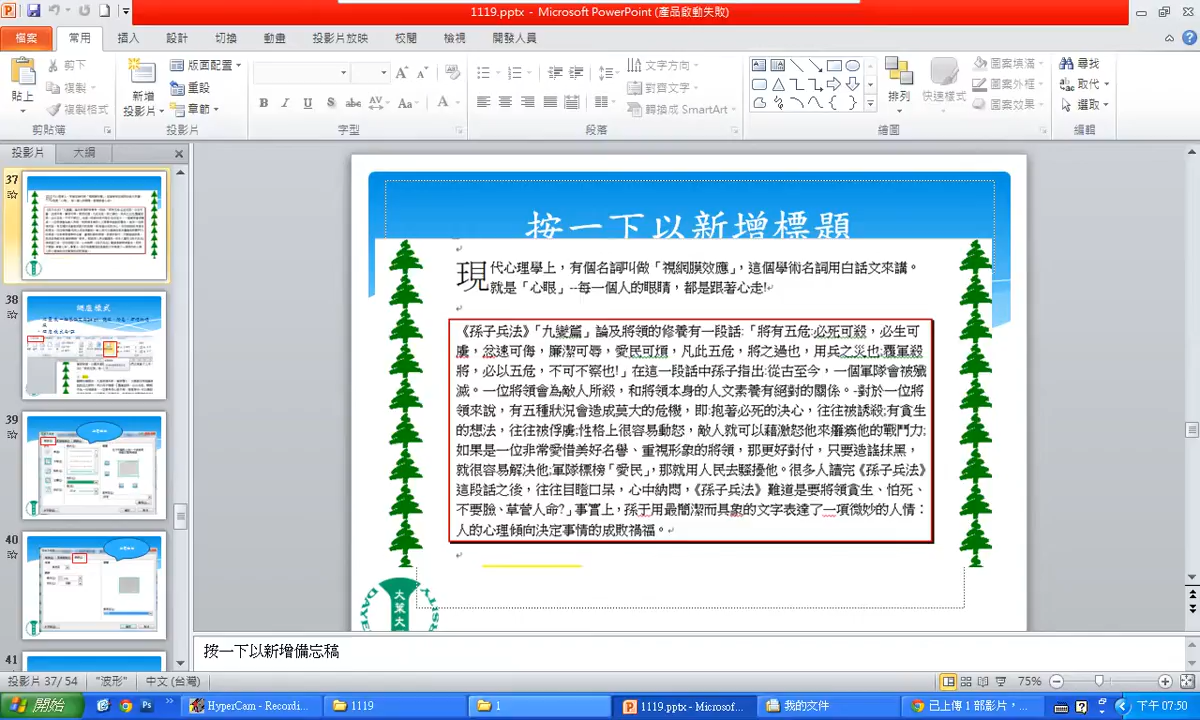 1119.pptx - Microsoft PowerPoint (產品啟動失敗)
檔案 常用 插入 設計 切換 動畫 投影片放映 校閱 檢視 開發人員
貼上 剪下 複製 複製格式 剪貼簿
新增投影片 版面配置 重設 章節 投影片
B I U S abc AV Aa A 字型
文字方向 對齊文字 轉換成 SmartArt 段落
排列 快速樣式 圖案填滿 圖案外框 圖案效果 繪圖
尋找 取代 選取 編輯
投影片 大綱
37
38
39
40
41
按一下以新增標題
現代心理學上，有個名詞叫做「視網膜效應」，這個學術名詞用白話文來講。
就是「心眼」--每一個人的眼睛，都是跟著心走!
《孫子兵法》「九變篇」論及將領的修養有一段話:「將有五危:必死可殺，必生可
虜，忿速可侮，廉潔可辱，愛民可煩，凡此五危，將之過也，用兵之災也;覆軍殺
將，必以五危，不可不察也!」在這一段話中孫子指出:從古至今，一個軍隊會被殲
滅。一位將領會為敵人所殺，和將領本身的人文素養有絕對的關係。-對於一位將
領來說，有五種狀況會造成莫大的危機，即:抱著必死的決心，往往被誘殺;有貪生
的想法，往往被俘虜;性格上很容易動怒，敵人就可以藉激怒他來癱瘓他的戰鬥力;
如果是一位非常愛惜美好名譽、重視形象的將領，那更好對付，只要造謠抹黑，
就很容易解決他;軍隊標榜「愛民」，那就用人民去騷擾他。很多人讀完《孫子兵法》
這段話之後，往往目瞪口呆，心中納悶，《孫子兵法》難道是要將領貪生、怕死、
不要臉、草菅人命?」事實上，孫子用最簡潔而具象的文字表達了一項微妙的人情：
人的心理傾向決定事情的成敗禍福。
大葉大
按一下以新增備忘稿
投影片 37/54 "波形" 中文 (台灣) 75%
開始 HyperCam - Recordi... 1119 1 1119.pptx - Microsof... 我的文件 已上傳 1 部影片，... 下午 07:50